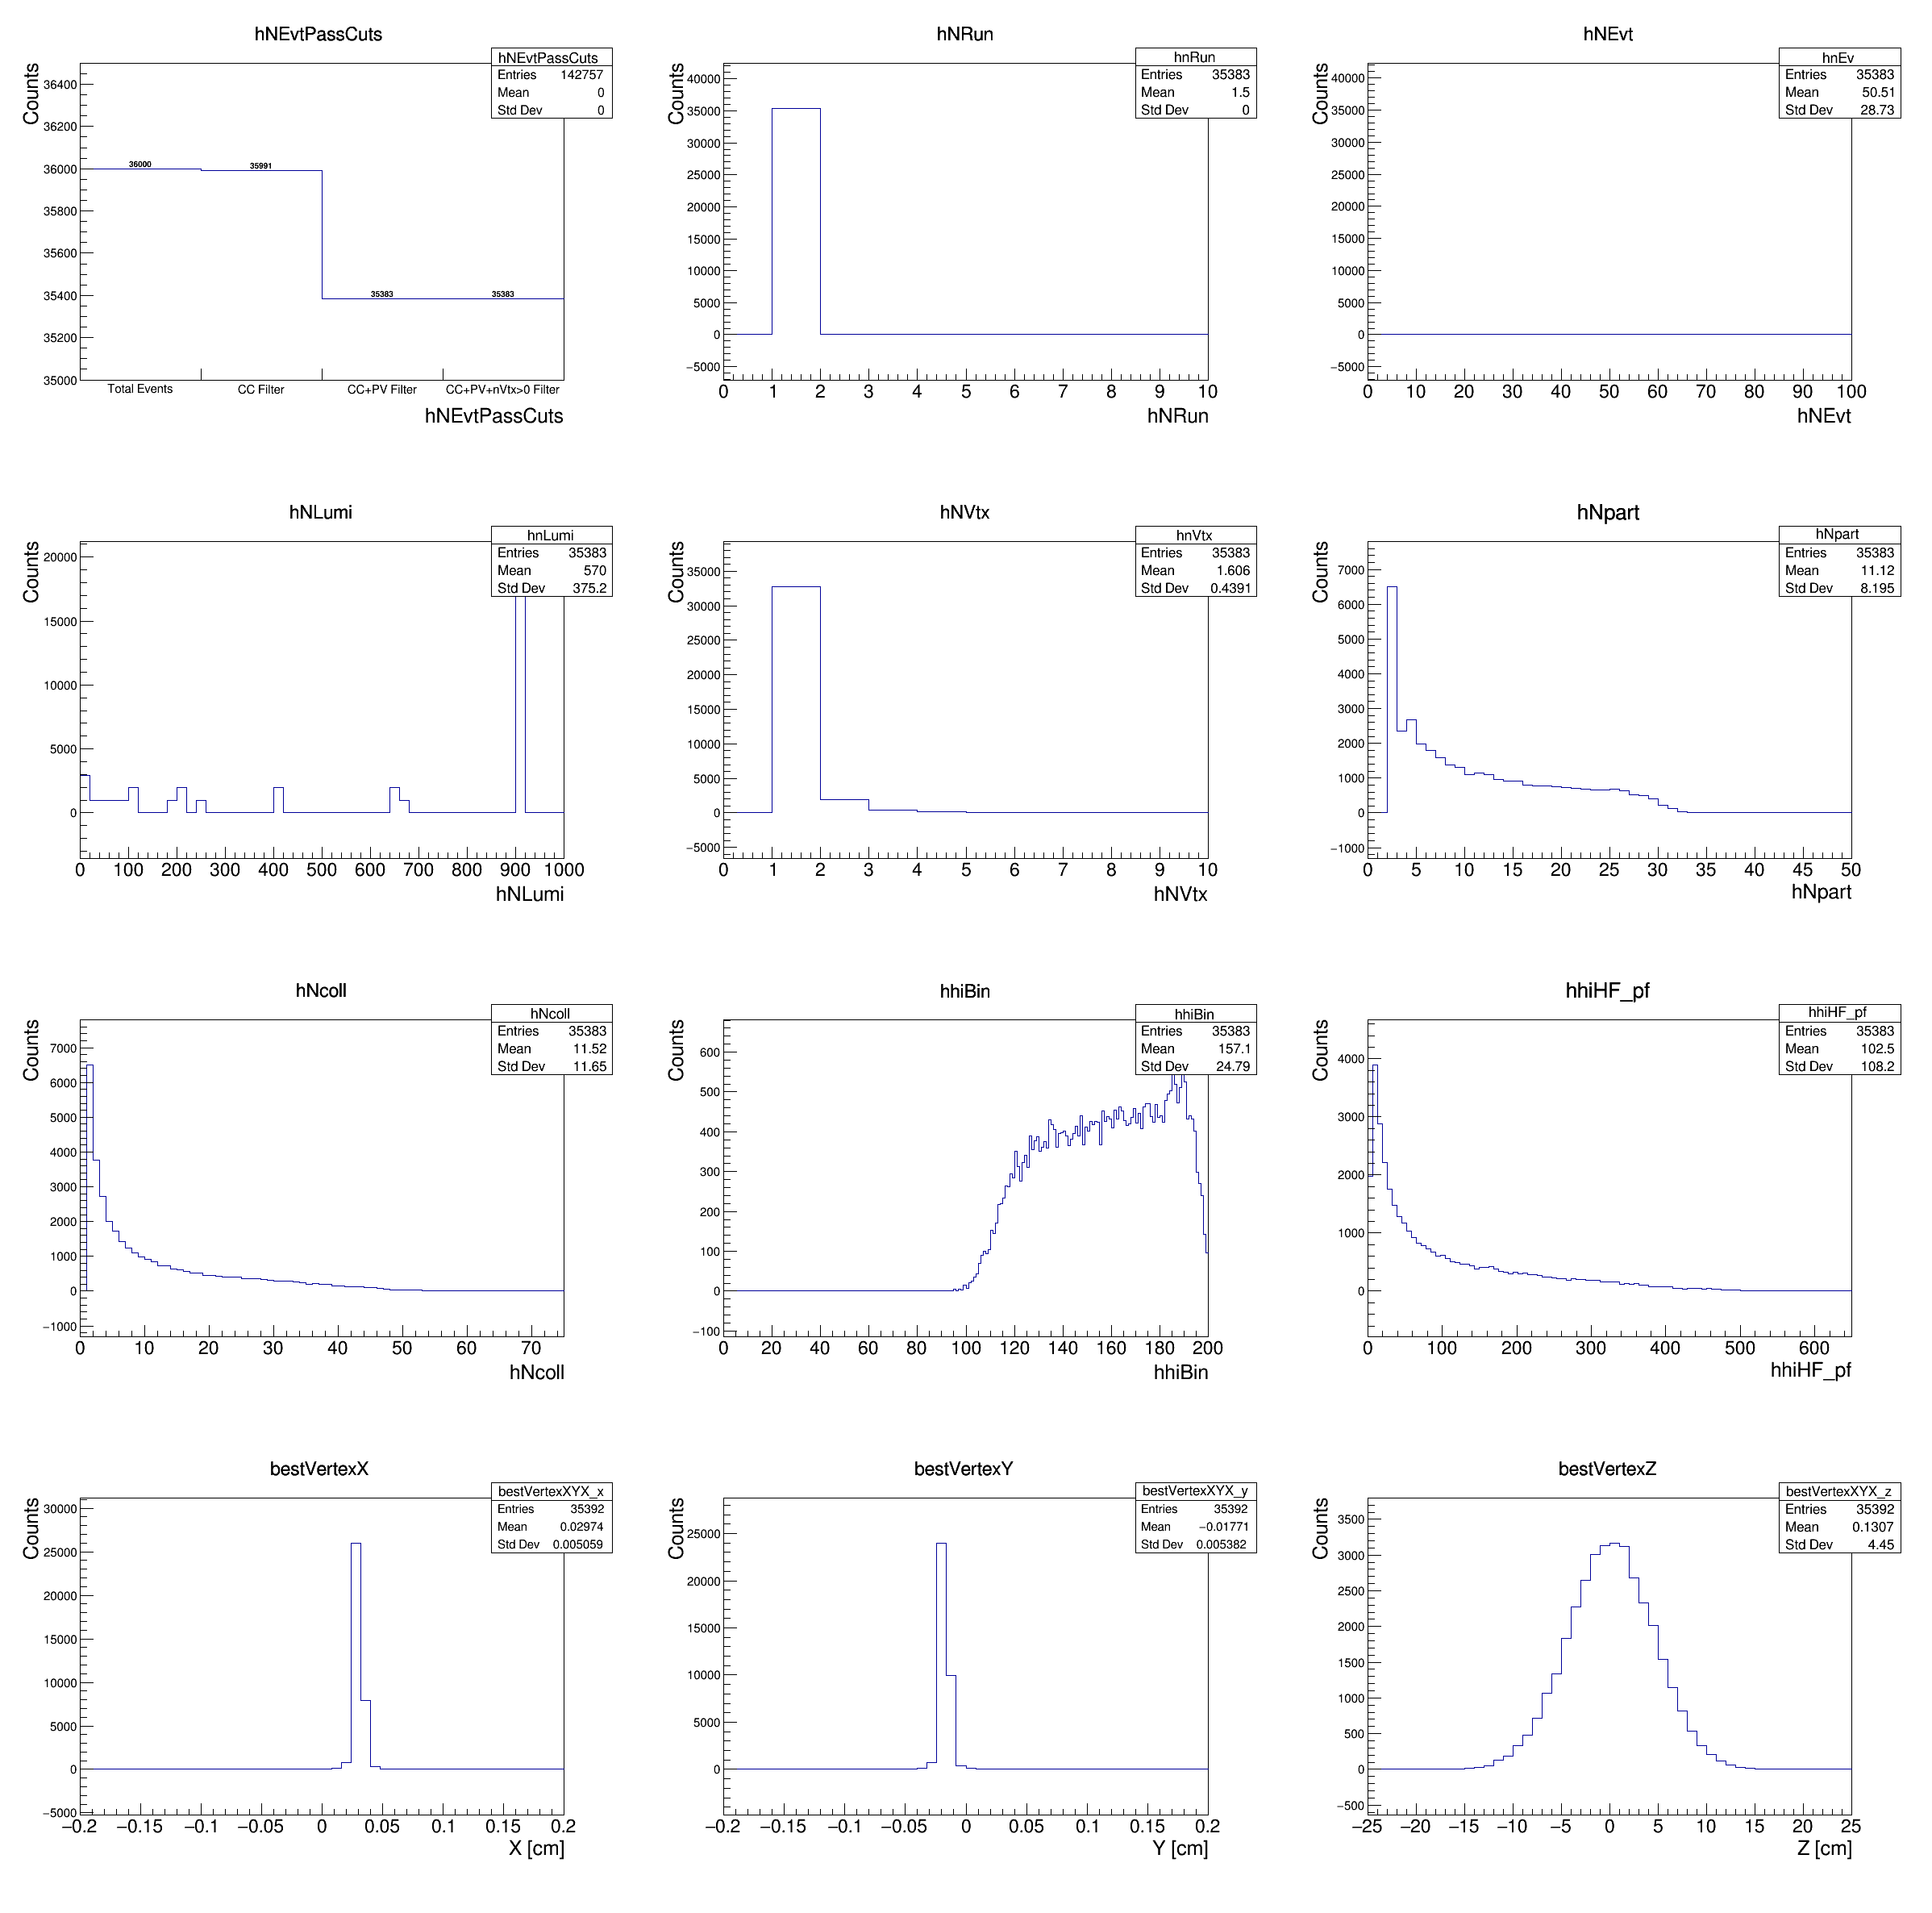 hNEvtPassCuts
hNEvtPassCuts
Entries 142757
Mean 0
Std Dev 0
Counts
36400
36200
36000
35800
35600
35400
35200
35000
36000
35991
35383
35383
Total Events
CC Filter
CC+PV Filter
CC+PV+nVtx>0 Filter
hNEvtPassCuts
hNRun
hnRun
Entries 35383
Mean 1.5
Std Dev 0
Counts
40000
35000
30000
25000
20000
15000
10000
5000
0
−5000
0 1 2 3 4 5 6 7 8 9 10
hNRun
hNEvt
hnEv
Entries 35383
Mean 50.51
Std Dev 28.73
Counts
40000
35000
30000
25000
20000
15000
10000
5000
0
−5000
0 10 20 30 40 50 60 70 80 90 100
hNEvt
hNLumi
hnLumi
Entries 35383
Mean 570
Std Dev 375.2
Counts
20000
15000
10000
5000
0
0 100 200 300 400 500 600 700 800 900 1000
hNLumi
hNVtx
hnVtx
Entries 35383
Mean 1.606
Std Dev 0.4391
Counts
35000
30000
25000
20000
15000
10000
5000
0
−5000
0 1 2 3 4 5 6 7 8 9 10
hNVtx
hNpart
hNpart
Entries 35383
Mean 11.12
Std Dev 8.195
Counts
7000
6000
5000
4000
3000
2000
1000
0
−1000
0 5 10 15 20 25 30 35 40 45 50
hNpart
hNcoll
hNcoll
Entries 35383
Mean 11.52
Std Dev 11.65
Counts
7000
6000
5000
4000
3000
2000
1000
0
−1000
0 10 20 30 40 50 60 70
hNcoll
hhiBin
hhiBin
Entries 35383
Mean 157.1
Std Dev 24.79
Counts
600
500
400
300
200
100
0
−100
0 20 40 60 80 100 120 140 160 180 200
hhiBin
hhiHF_pf
hhiHF_pf
Entries 35383
Mean 102.5
Std Dev 108.2
Counts
4000
3000
2000
1000
0
0 100 200 300 400 500 600
hhiHF_pf
bestVertexX
bestVertexXYX_x
Entries 35392
Mean 0.02974
Std Dev 0.005059
Counts
30000
25000
20000
15000
10000
5000
0
−5000
−0.2 −0.15 −0.1 −0.05 0 0.05 0.1 0.15 0.2
X [cm]
bestVertexY
bestVertexXYX_y
Entries 35392
Mean −0.01771
Std Dev 0.005382
Counts
25000
20000
15000
10000
5000
0
−0.2 −0.15 −0.1 −0.05 0 0.05 0.1 0.15 0.2
Y [cm]
bestVertexZ
bestVertexXYX_z
Entries 35392
Mean 0.1307
Std Dev 4.45
Counts
3500
3000
2500
2000
1500
1000
500
0
−500
−25 −20 −15 −10 −5 0 5 10 15 20 25
Z [cm]